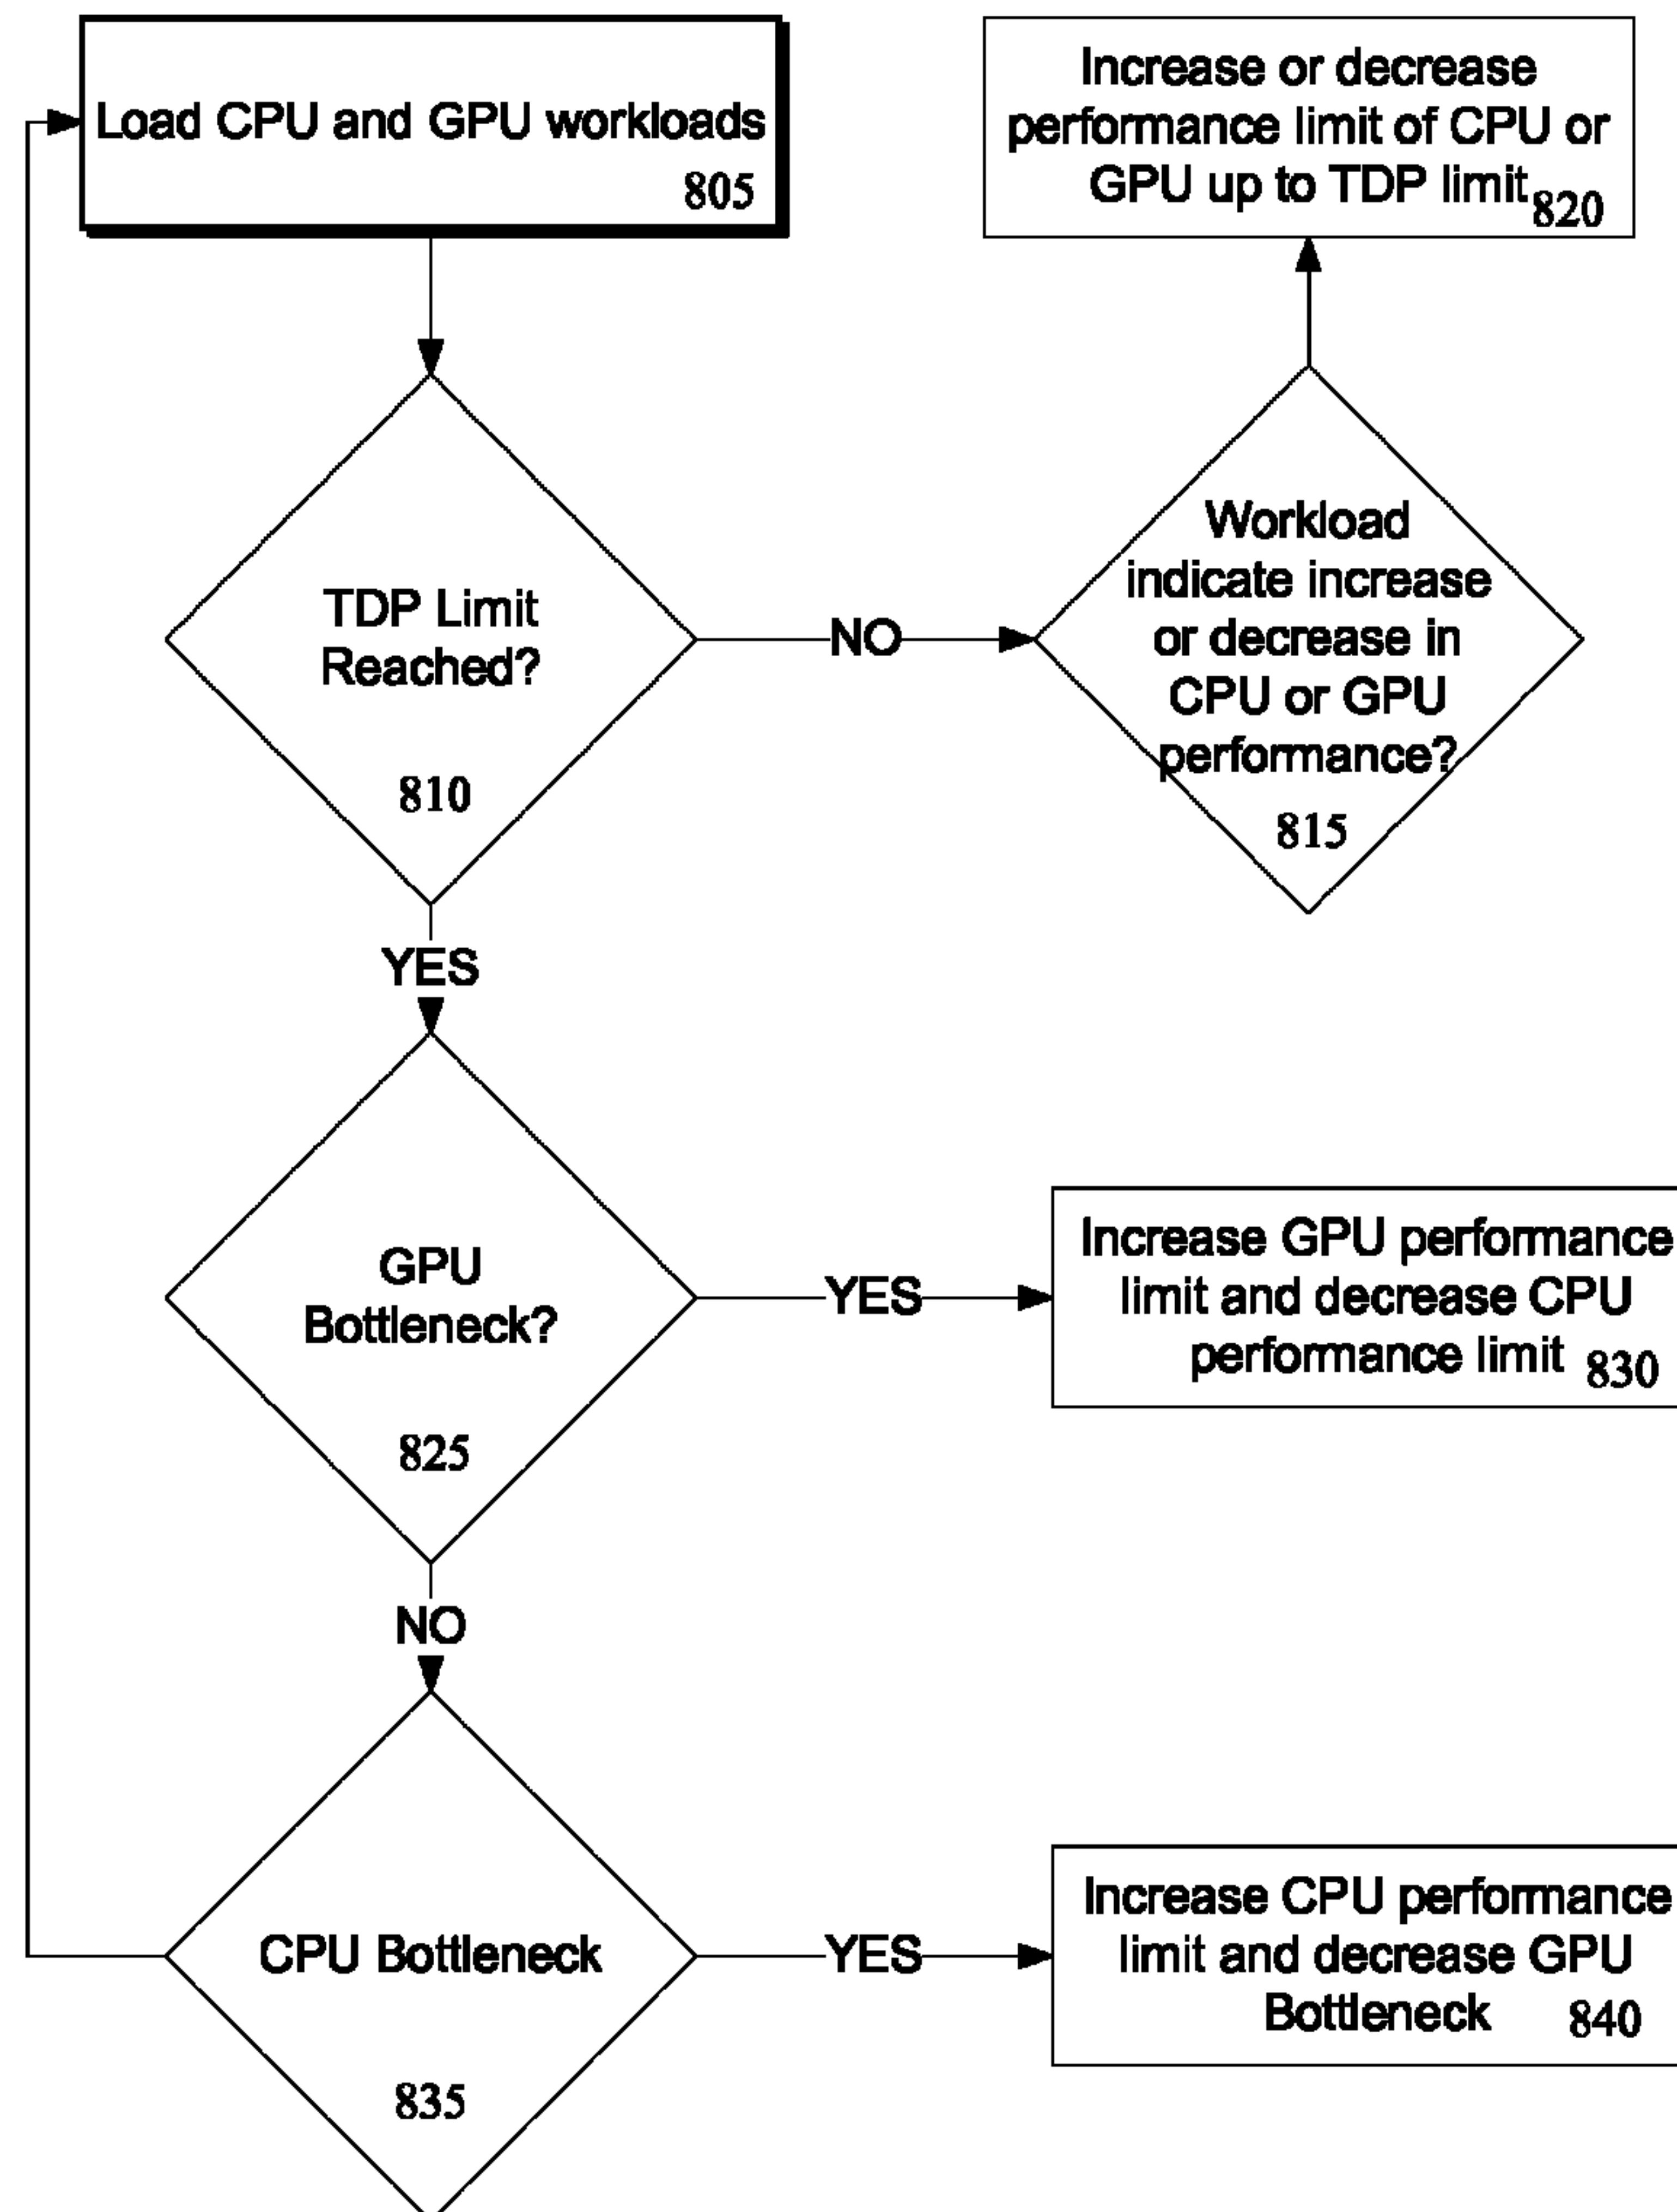 Load CPU and GPU workloads
805
Increase or decrease
performance limit of CPU or
GPU up to TDP limit
820
TDP Limit
Reached?
810
NO
Workload
indicate increase
or decrease in
CPU or GPU
performance?
815
YES
GPU
Bottleneck?
825
YES
Increase GPU performance
limit and decrease CPU
performance limit 830
NO
CPU Bottleneck
835
YES
Increase CPU performance
limit and decrease GPU
Bottleneck 840